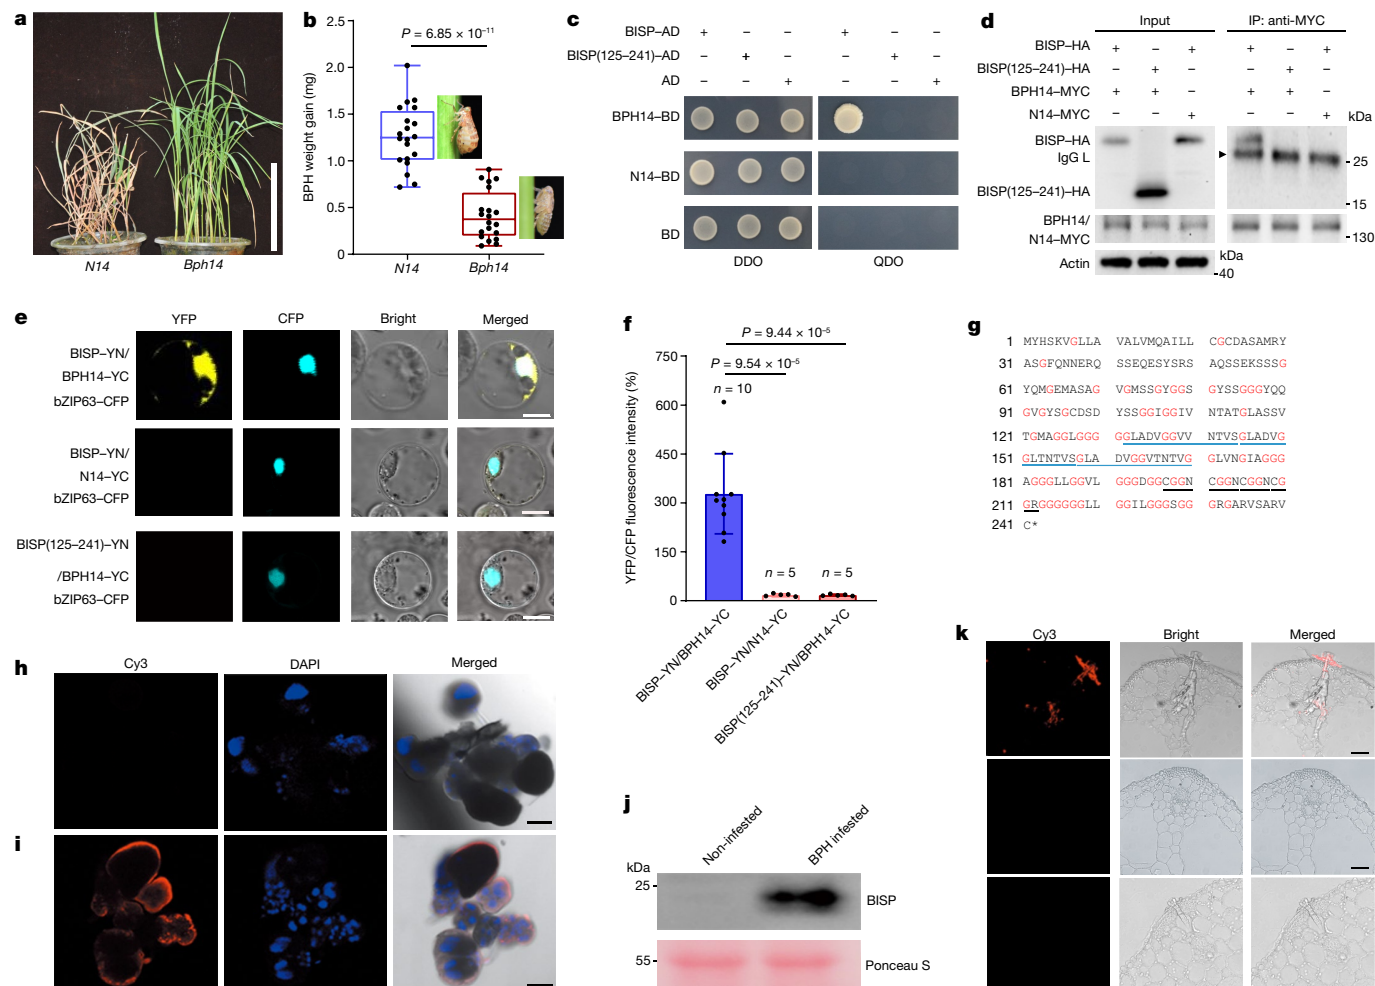 a
N14
Bph14
b
2.5
2.0
1.5
1.0
0.5
0
BPH weight gain (mg)
P = 6.85 × 10⁻¹¹
N14
Bph14
c
BISP–AD + – – + – –
BISP(125–241)–AD – + – – + –
AD – – + – – +
BPH14–BD
N14–BD
BD
DDO
QDO
d
Input
IP: anti-MYC
BISP–HA + – + + – +
BISP(125–241)–HA – + – – + –
BPH14–MYC + + – + + –
N14–MYC – – + – – +
kDa
BISP–HA
IgG L
25
BISP(125–241)–HA
15
BPH14/
N14–MYC
130
Actin
kDa
40
e
YFP
CFP
Bright
Merged
BISP–YN/
BPH14–YC
bZIP63–CFP
BISP–YN/
N14–YC
bZIP63–CFP
BISP(125–241)–YN
/BPH14–YC
bZIP63–CFP
f
P = 9.44 × 10⁻⁵
P = 9.54 × 10⁻⁵
n = 10
n = 5
n = 5
750
600
450
300
150
0
YFP/CFP fluorescence intensity (%)
BISP–YN/BPH14–YC
BISP–YN/N14–YC
BISP(125–241)–YN/BPH14–YC
g
1 MYHSKVGLLA VALVMQAILL CGCDASAMRY
31 ASGFQNNERQ SSEQESYSRS AQSESKSSSG
61 YQMGEMASAG VGMSSGYGGS GYSSGGGYQQ
91 GVGYSGCDSD YSSGGIGGIV NTATGLASSV
121 TGMAGGLGGG GGLADVGGVV NTVSGLADVG
151 GLTNTVSGLA DVGGVTNTVG GLVNGIAGGG
181 AGGGLLGGVL GGGDGGCGGN CGGNCGGNCG
211 GRGGGGGGLL GGILGGGSGG GRGARVSARV
241 C*
h
Cy3
DAPI
Merged
i
j
Non-infested
BPH infested
kDa
25
BISP
55
Ponceau S
k
Cy3
Bright
Merged